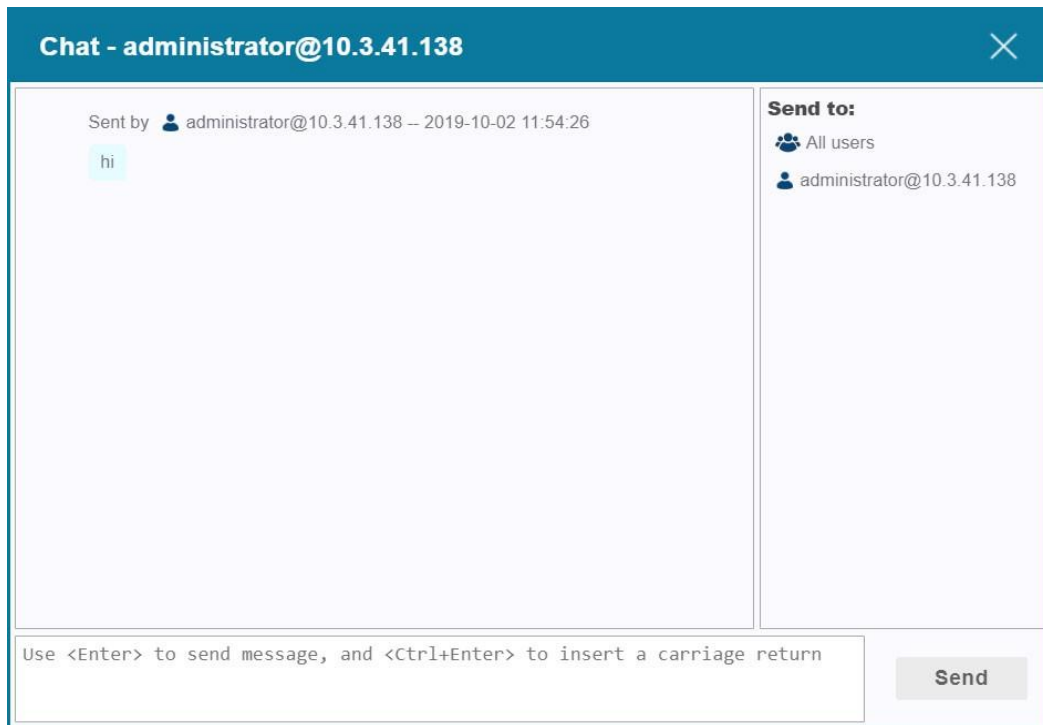 Chat - administrator@10.3.41.138
Sent by administrator@10.3.41.138 -- 2019-10-02 11:54:26
hi
Send to:
All users
administrator@10.3.41.138
Use <Enter> to send message, and <Ctrl+Enter> to insert a carriage return
Send